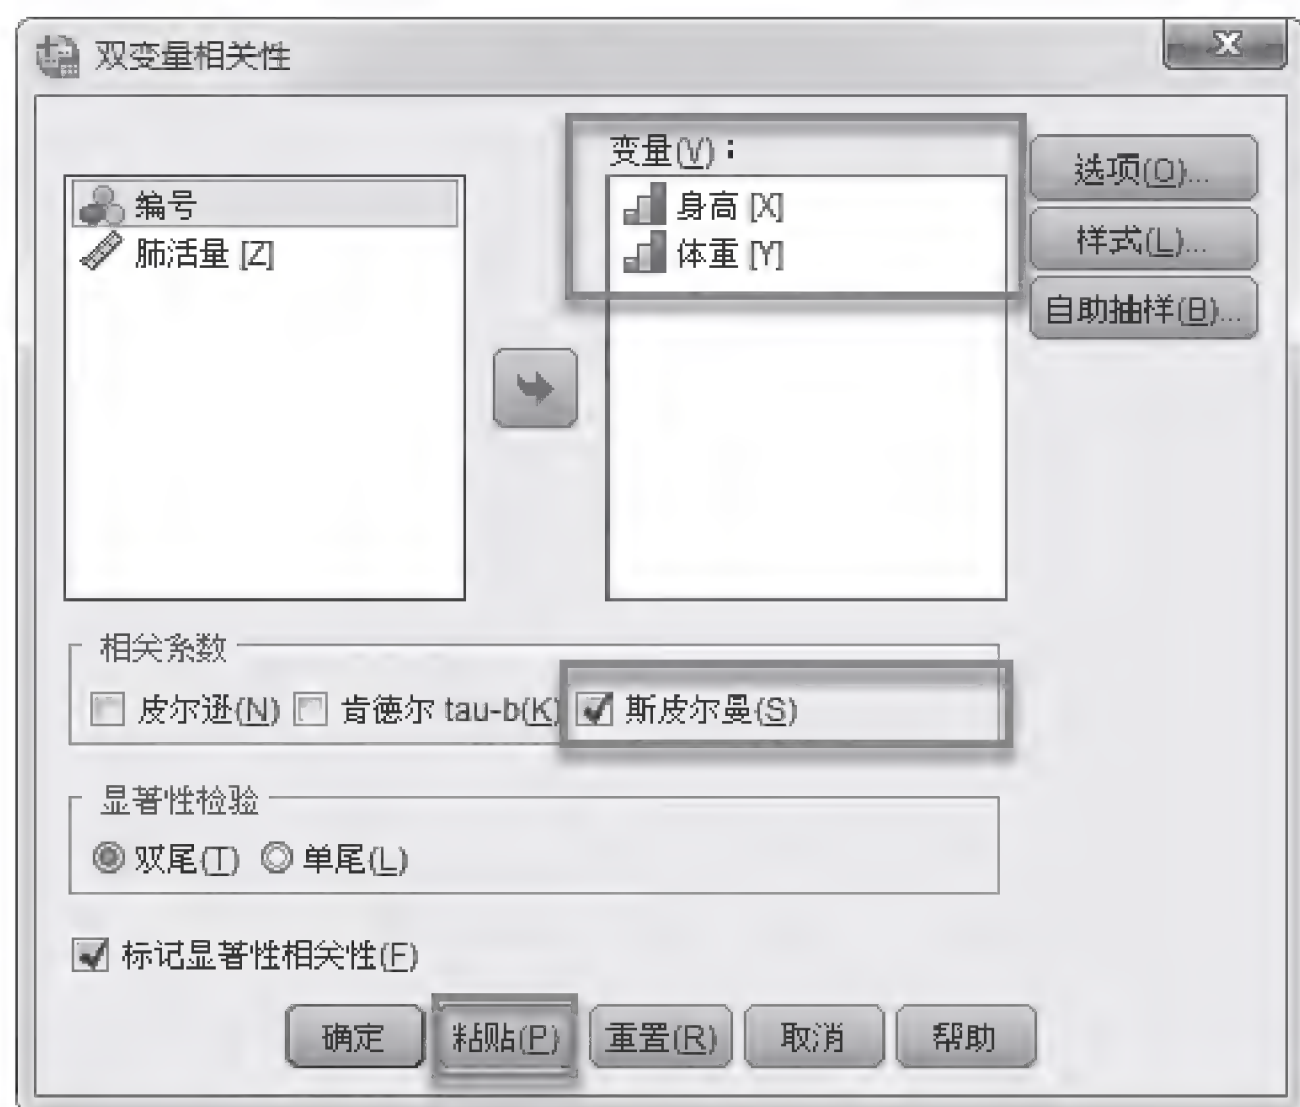 双变量相关性
变量(V)：
编号
肺活量 [Z]
身高 [X]
体重 [Y]
选项(O)...
样式(L)...
自助抽样(B)...
相关系数
皮尔逊(N) 肯德尔 tau-b(K) 斯皮尔曼(S)
显著性检验
双尾(T) 单尾(L)
标记显著性相关性(F)
确定 粘贴(P) 重置(R) 取消 帮助